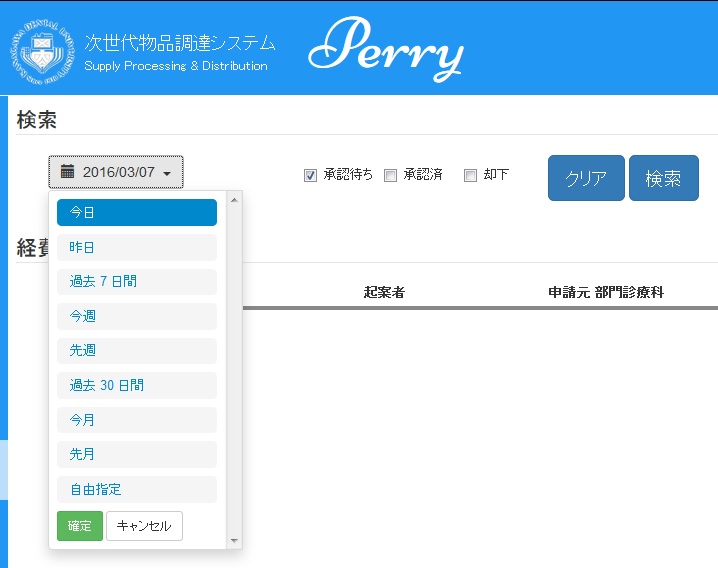 次世代物品調達システム
Supply Processing & Distribution
Perry
検索
2016/03/07
承認待ち
承認済
却下
クリア
検索
今日
昨日
経費
過去 7 日間
起案者
申請元 部門診療科
今週
先週
過去 30 日間
今月
先月
自由指定
確定
キャンセル